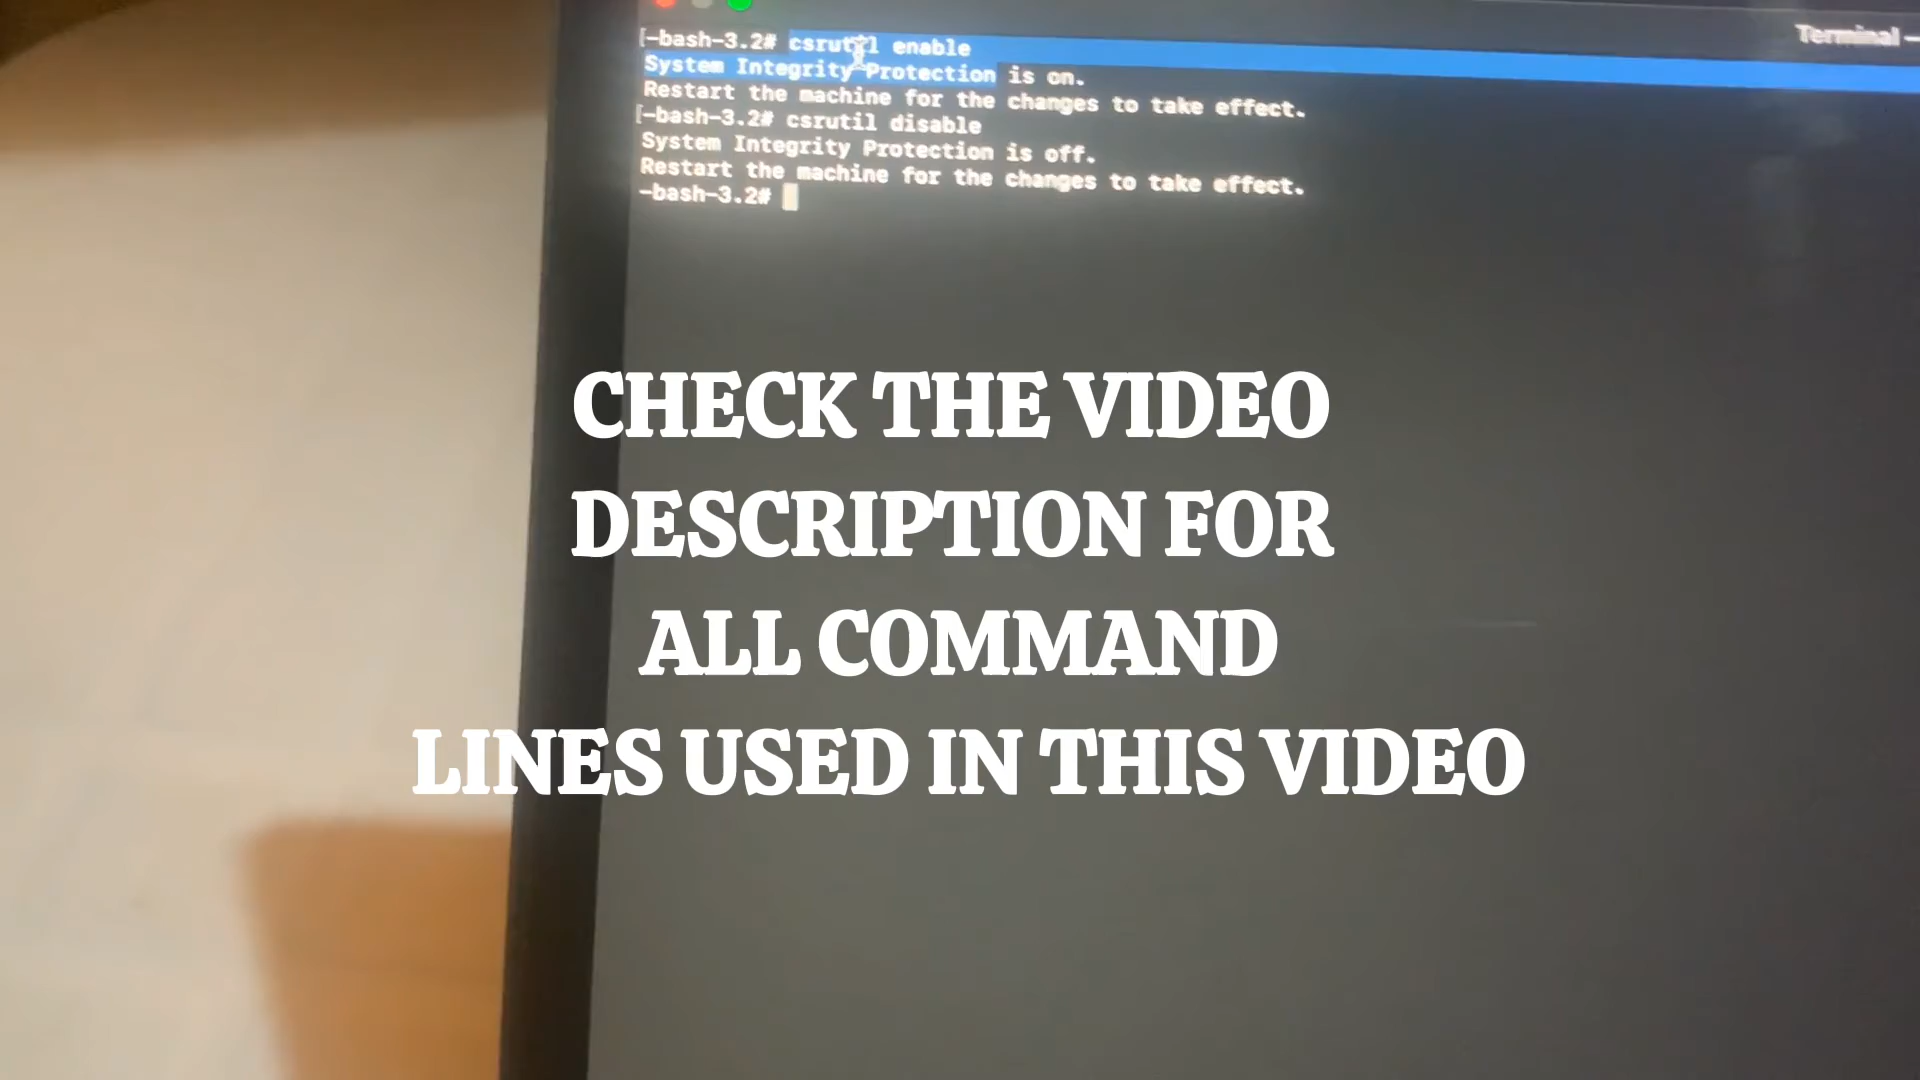 Terminal —
[-bash-3.2# csrutil enable
System Integrity Protection is on.
Restart the machine for the changes to take effect.
[-bash-3.2# csrutil disable
System Integrity Protection is off.
Restart the machine for the changes to take effect.
-bash-3.2#
CHECK THE VIDEO
DESCRIPTION FOR
ALL COMMAND
LINES USED IN THIS VIDEO